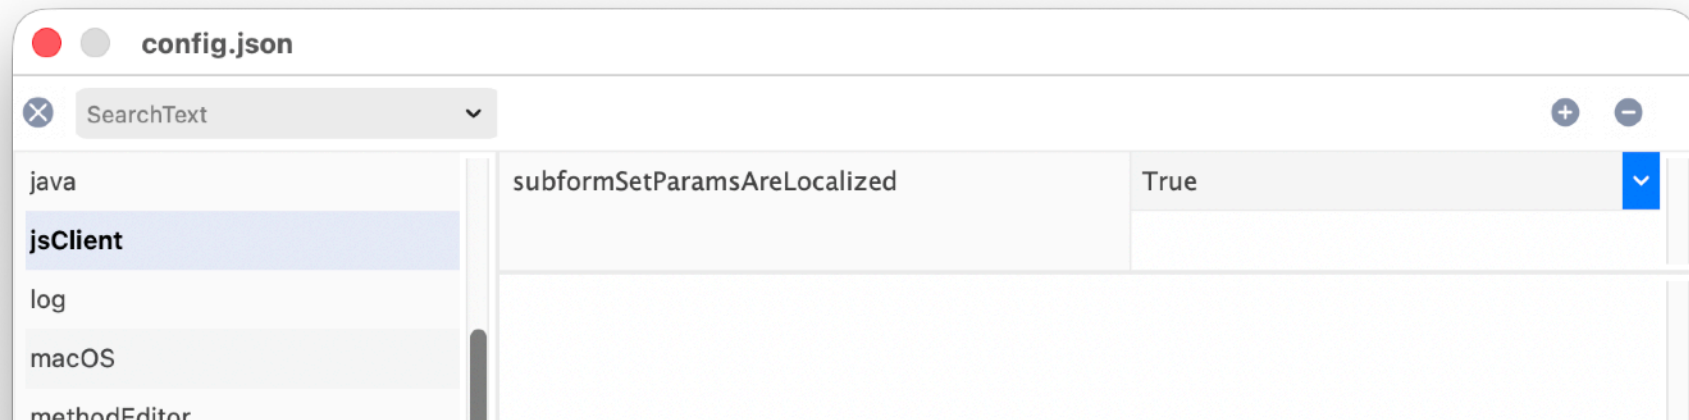 config.json
SearchText
java
subformSetParamsAreLocalized
True
jsClient
log
macOS
methodEditor